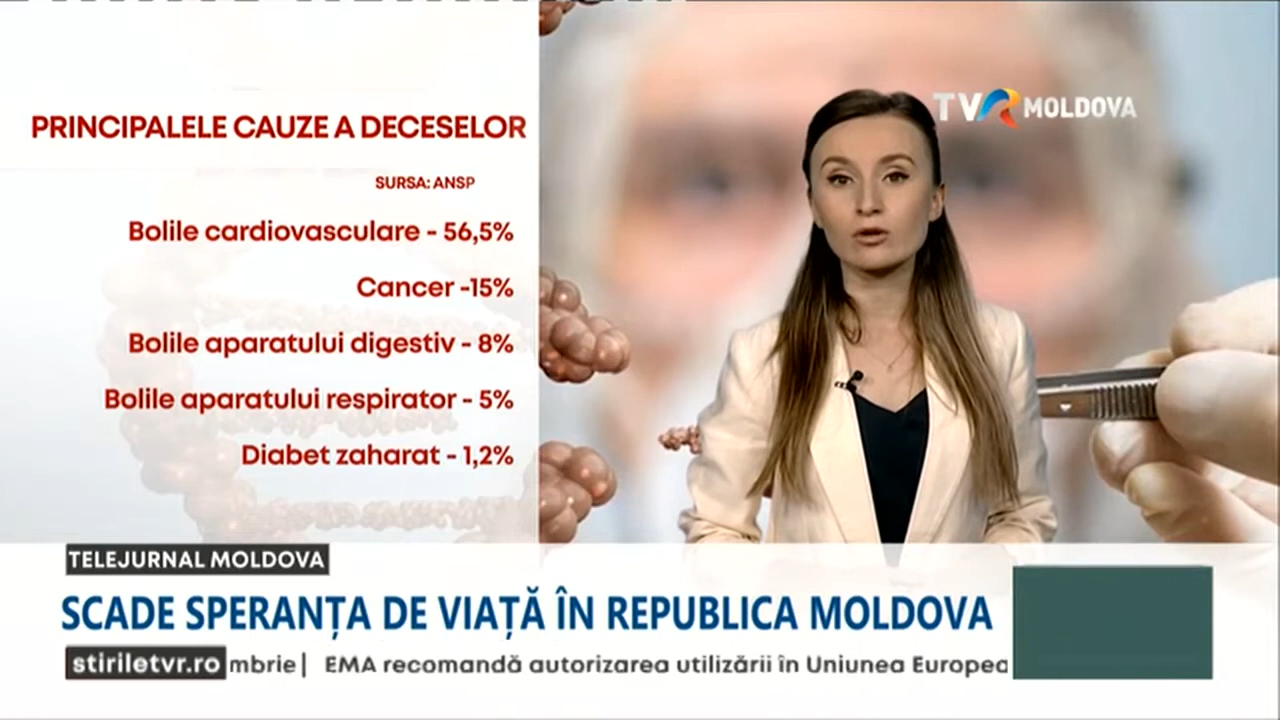 PRINCIPALELE CAUZE A DECESELOR
SURSA: ANSP
Bolile cardiovasculare - 56,5%
Cancer -15%
Bolile aparatului digestiv - 8%
Bolile aparatului respirator - 5%
Diabet zaharat - 1,2%
TVR MOLDOVA
TELEJURNAL MOLDOVA
SCADE SPERANȚA DE VIAȚĂ ÎN REPUBLICA MOLDOVA
stiriletvr.ro mbrie| EMA recomandă autorizarea utilizării în Uniunea Europea